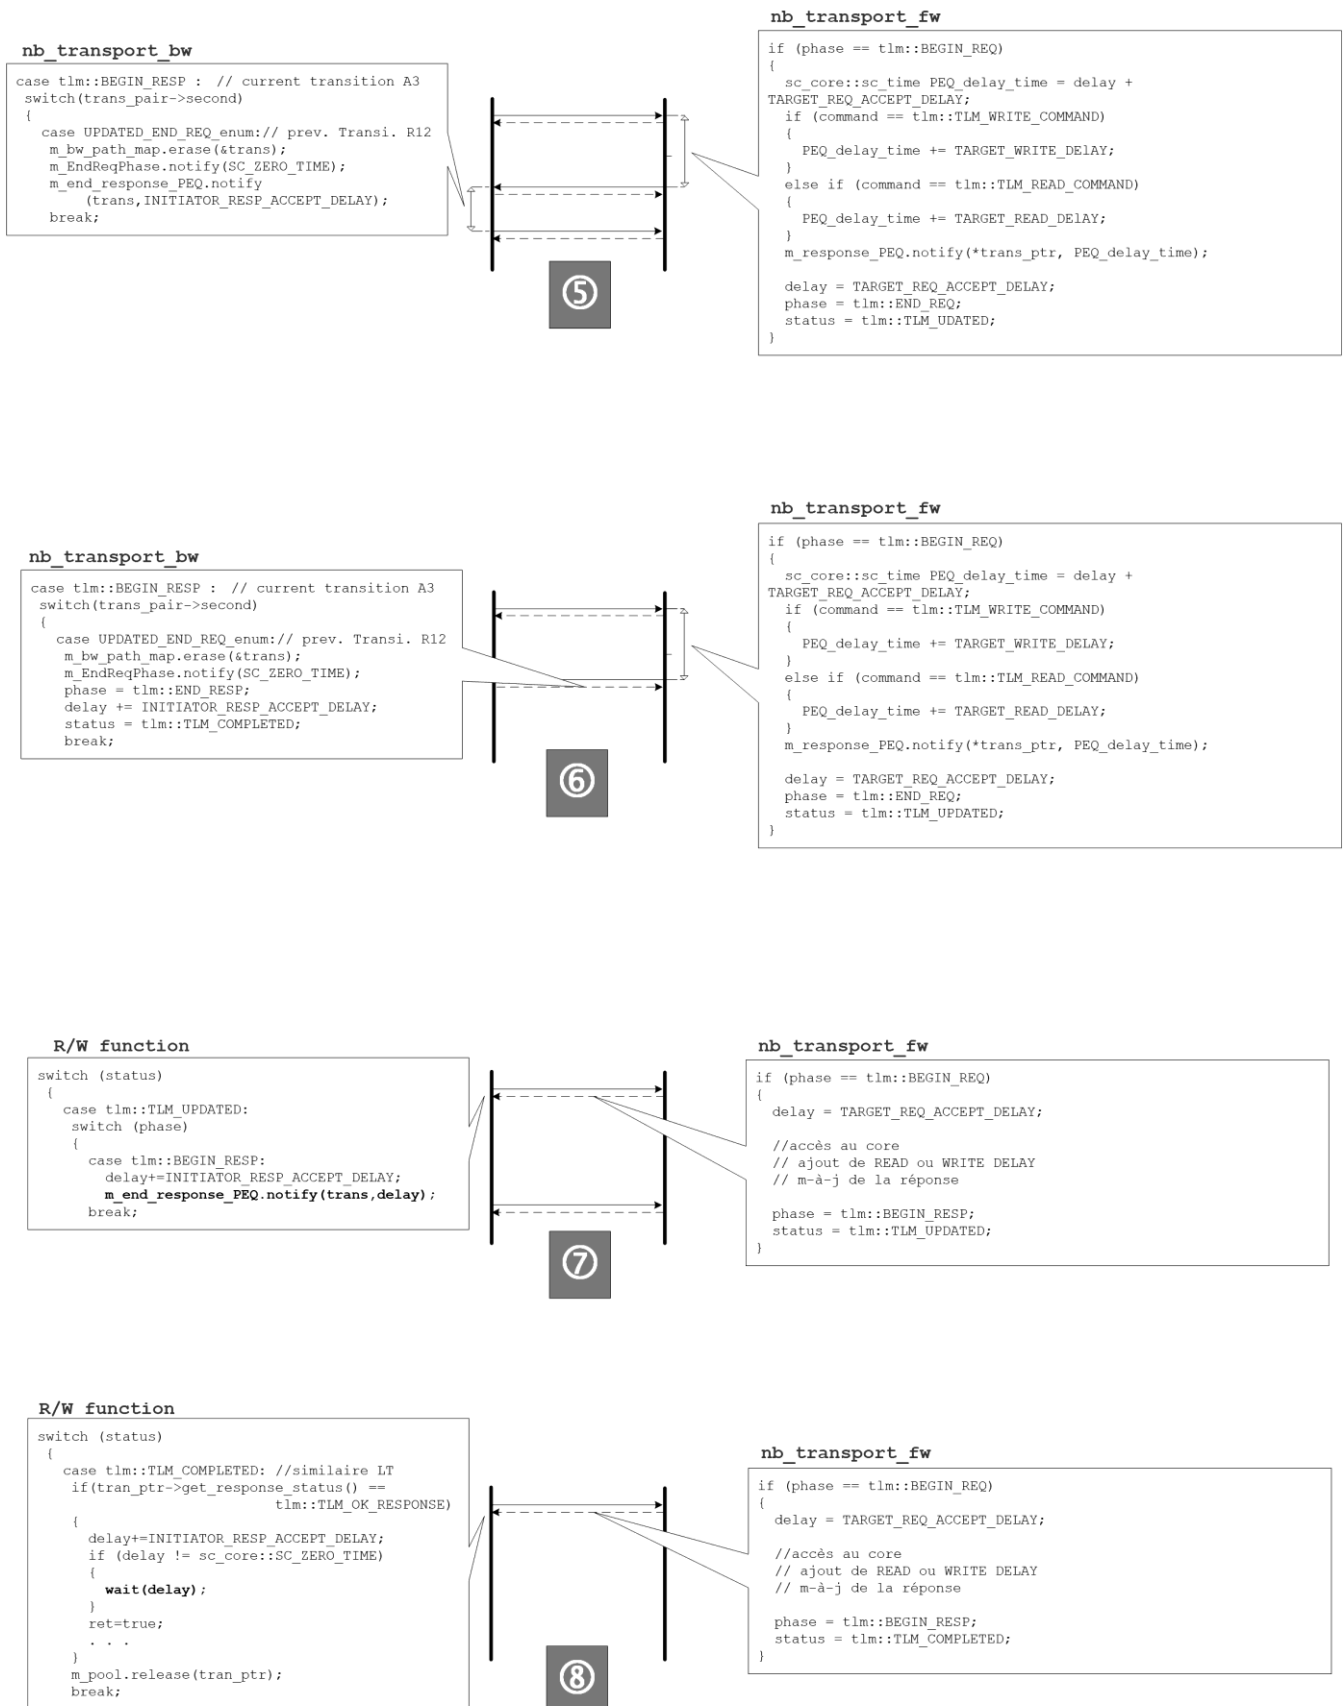 nb_transport_fw
nb_transport_bw
case tlm::BEGIN_RESP :  // current transition A3
switch(trans_pair->second)
{
case UPDATED_END_REQ_enum:// prev. Transi. R12
m_bw_path_map.erase(&trans);
m_EndReqPhase.notify(SC_ZERO_TIME);
m_end_response_PEQ.notify
(trans,INITIATOR_RESP_ACCEPT_DELAY);
break;
if (phase == tlm::BEGIN_REQ)
{
sc_core::sc_time PEQ_delay_time = delay +
TARGET_REQ_ACCEPT_DELAY;
if (command == tlm::TLM_WRITE_COMMAND)
{
PEQ_delay_time += TARGET_WRITE_DElAY;
}
else if (command == tlm::TLM_READ_COMMAND)
{
PEQ_delay_time += TARGET_READ_DElAY;
}
m_response_PEQ.notify(*trans_ptr, PEQ_delay_time);
delay = TARGET_REQ_ACCEPT_DELAY;
phase = tlm::END_REQ;
status = tlm::TLM_UDATED;
}
⑤
nb_transport_fw
nb_transport_bw
case tlm::BEGIN_RESP :  // current transition A3
switch(trans_pair->second)
{
case UPDATED_END_REQ_enum:// prev. Transi. R12
m_bw_path_map.erase(&trans);
m_EndReqPhase.notify(SC_ZERO_TIME);
phase = tlm::END_RESP;
delay += INITIATOR_RESP_ACCEPT_DELAY;
status = tlm::TLM_COMPLETED;
break;
if (phase == tlm::BEGIN_REQ)
{
sc_core::sc_time PEQ_delay_time = delay +
TARGET_REQ_ACCEPT_DELAY;
if (command == tlm::TLM_WRITE_COMMAND)
{
PEQ_delay_time += TARGET_WRITE_DELAY;
}
else if (command == tlm::TLM_READ_COMMAND)
{
PEQ_delay_time += TARGET_READ_DELAY;
}
m_response_PEQ.notify(*trans_ptr, PEQ_delay_time);
delay = TARGET_REQ_ACCEPT_DELAY;
phase = tlm::END_REQ;
status = tlm::TLM_UPDATED;
}
⑥
R/W function
switch (status)
{
case tlm::TLM_UPDATED:
switch (phase)
{
case tlm::BEGIN_RESP:
delay+=INITIATOR_RESP_ACCEPT_DELAY;
m_end_response_PEQ.notify(trans,delay);
break;
nb_transport_fw
if (phase == tlm::BEGIN_REQ)
{
delay = TARGET_REQ_ACCEPT_DELAY;
//accès au core
// ajout de READ ou WRITE DELAY
// m-à-j de la réponse
phase = tlm::BEGIN_RESP;
status = tlm::TLM_UPDATED;
}
⑦
R/W function
switch (status)
{
case tlm::TLM_COMPLETED: //similaire LT
if(tran_ptr->get_response_status() ==
tlm::TLM_OK_RESPONSE)
{
delay+=INITIATOR_RESP_ACCEPT_DELAY;
if (delay != sc_core::SC_ZERO_TIME)
{
wait(delay);
}
ret=true;
. . .
}
m_pool.release(tran_ptr);
break;
nb_transport_fw
if (phase == tlm::BEGIN_REQ)
{
delay = TARGET_REQ_ACCEPT_DELAY;
//accès au core
// ajout de READ ou WRITE DELAY
// m-à-j de la réponse
phase = tlm::BEGIN_RESP;
status = tlm::TLM_COMPLETED;
}
⑧